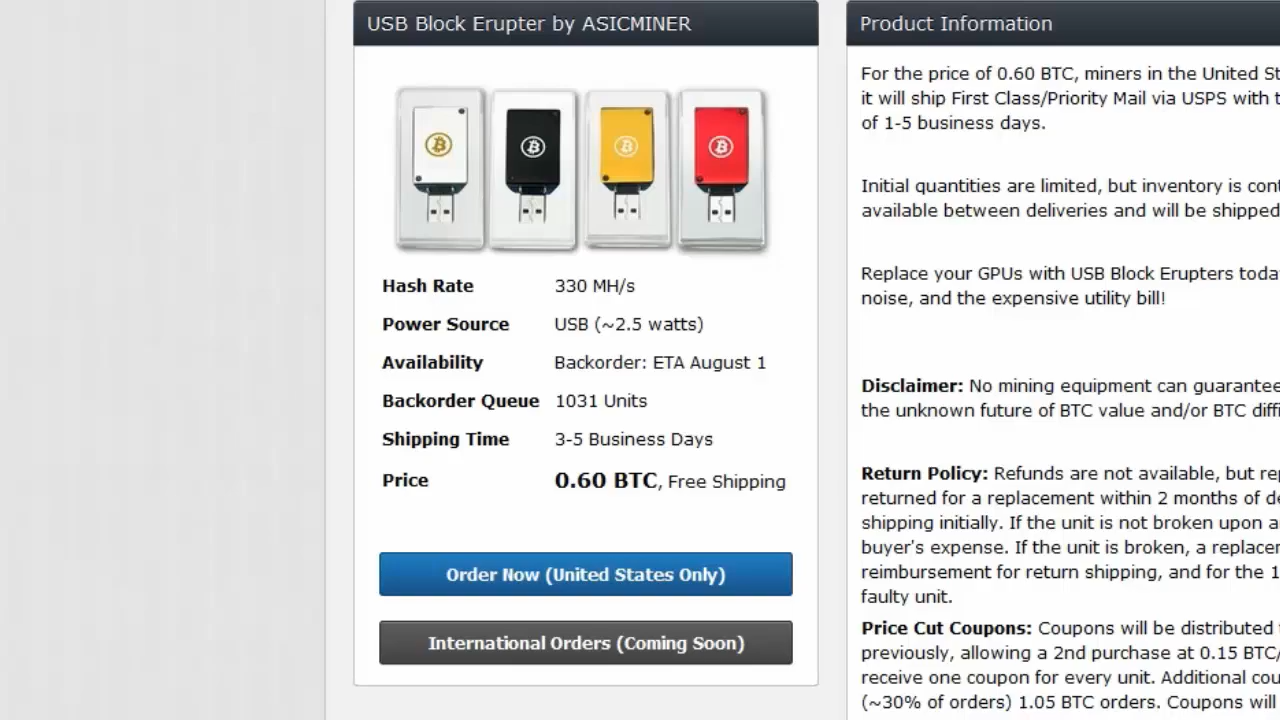 USB Block Erupter by ASICMINER
Hash Rate 330 MH/s
Power Source USB (~2.5 watts)
Availability Backorder: ETA August 1
Backorder Queue 1031 Units
Shipping Time 3-5 Business Days
Price 0.60 BTC, Free Shipping
Order Now (United States Only)
International Orders (Coming Soon)
Product Information
For the price of 0.60 BTC, miners in the United
it will ship First Class/Priority Mail via USPS with
of 1-5 business days.
Initial quantities are limited, but inventory is
available between deliveries and will be shipped
Replace your GPUs with USB Block Erupters
noise, and the expensive utility bill!
Disclaimer: No mining equipment can guarantee
the unknown future of BTC value and/or BTC
Return Policy: Refunds are not available, but
returned for a replacement within 2 months of
shipping initially. If the unit is not broken upon
buyer's expense. If the unit is broken, a
reimbursement for return shipping, and for the
faulty unit.
Price Cut Coupons: Coupons will be distributed
previously, allowing a 2nd purchase at 0.15 BTC/
receive one coupon for every unit. Additional
(~30% of orders) 1.05 BTC orders. Coupons will